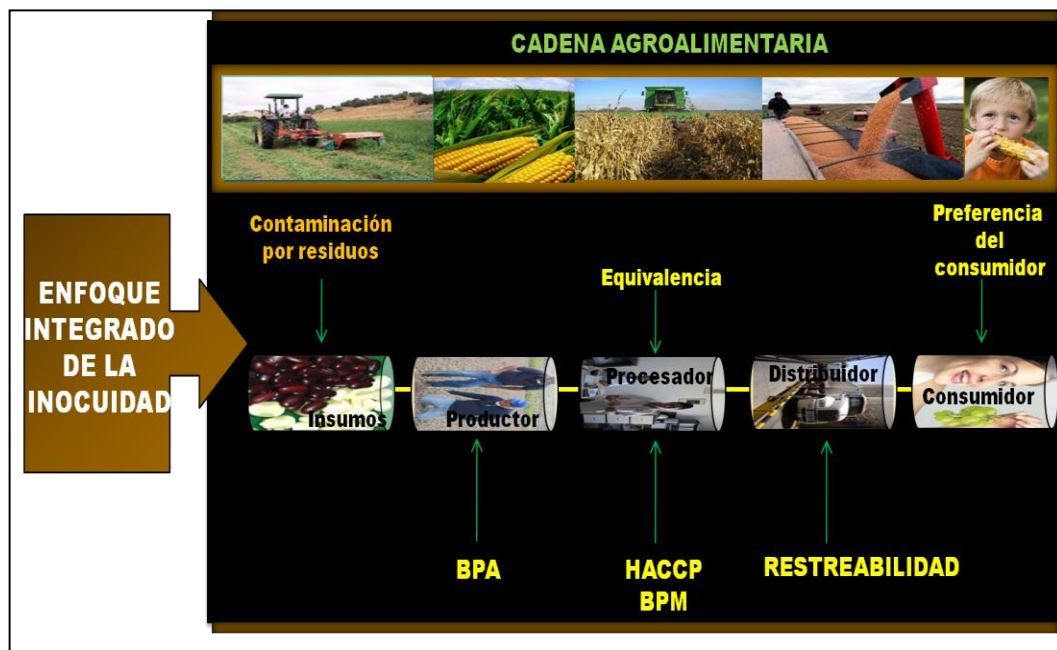 CADENA AGROALIMENTARIA
ENFOQUE
INTEGRADO
DE LA
INOCUIDAD
Contaminación
por residuos
Equivalencia
Preferencia
del
consumidor
Insumos
Productor
Procesador
Distribuidor
Consumidor
BPA
HACCP
BPM
RESTREABILIDAD